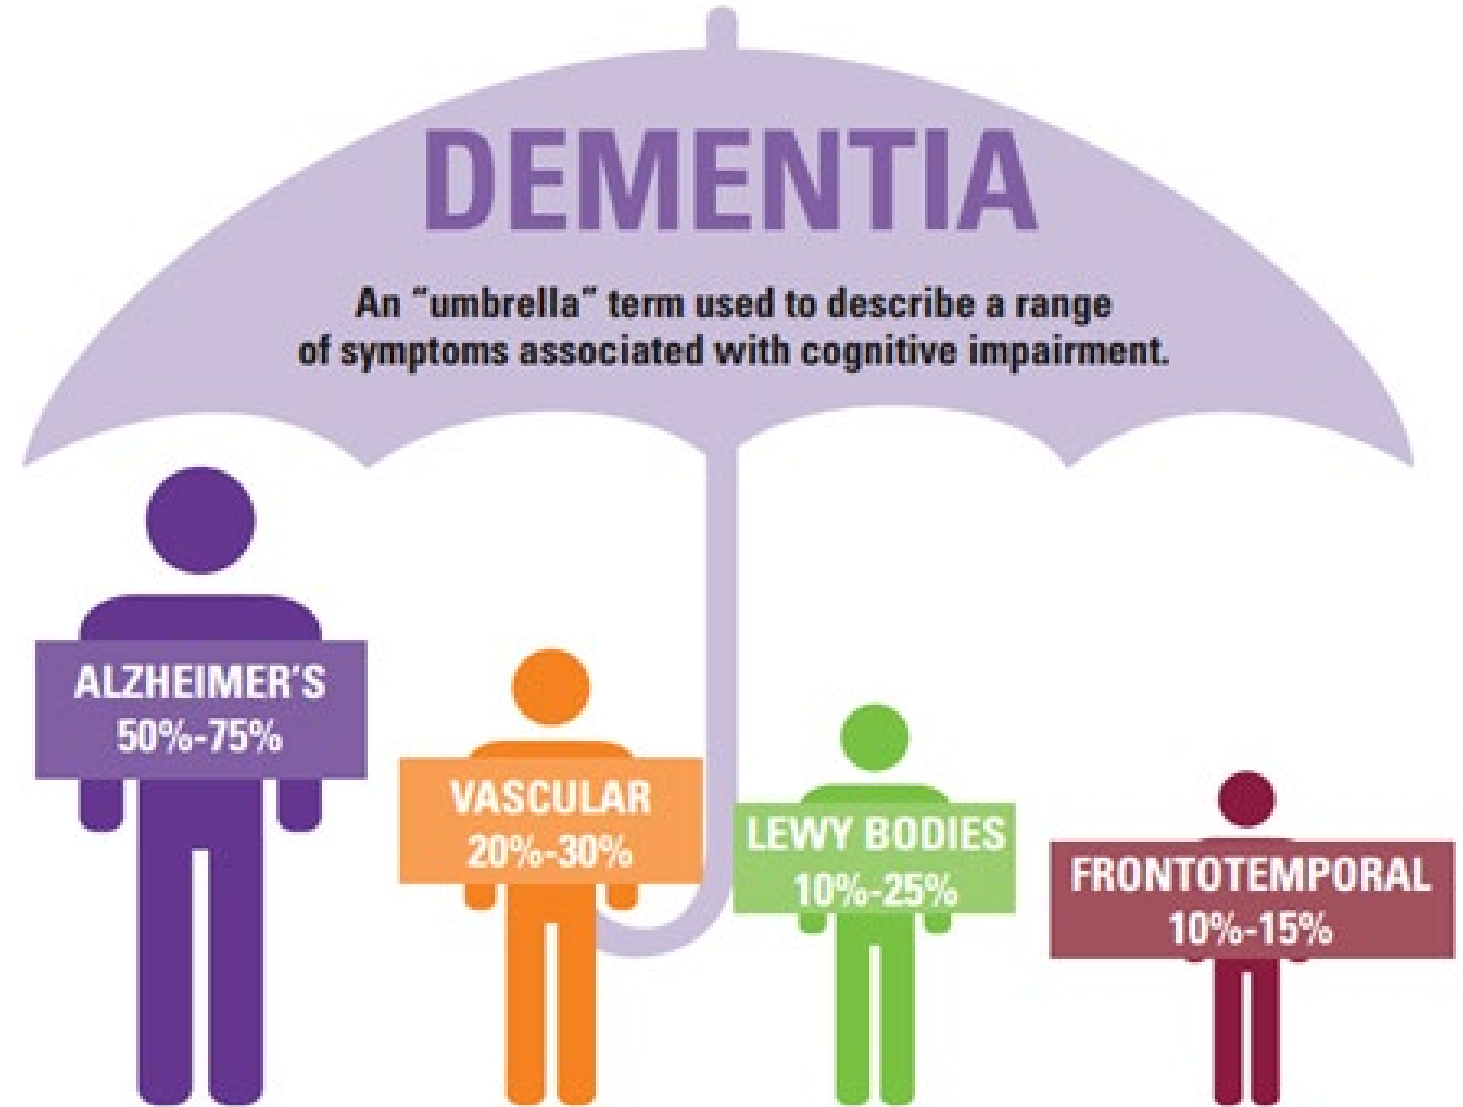 DEMENTIA
An “umbrella” term used to describe a range
of symptoms associated with cognitive impairment.
ALZHEIMER’S
50%-75%
VASCULAR
20%-30%
LEWY BODIES
10%-25%
FRONTOTEMPORAL
10%-15%